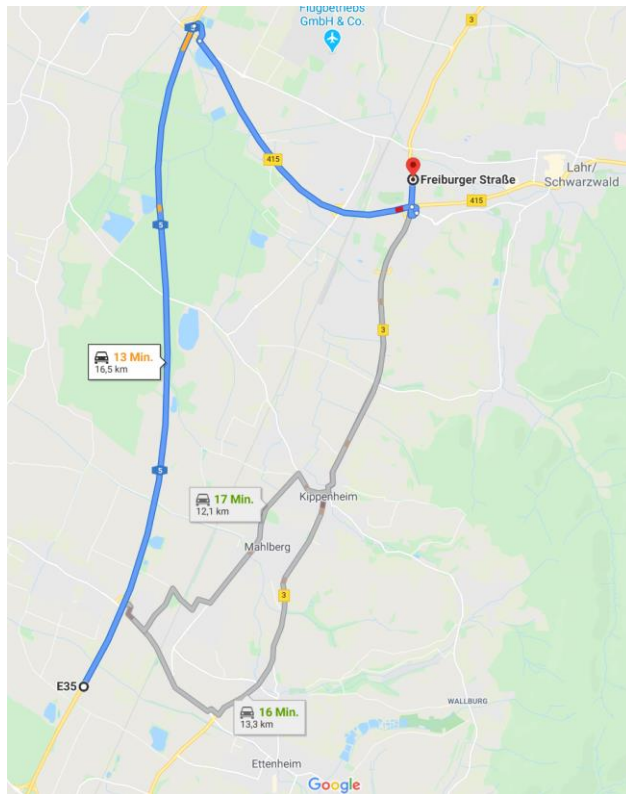 Flugbetriebs
GmbH & Co.
3
415
Freiburger Straße
Lahr/
Schwarzwald
415
5
3
13 Min.
16,5 km
5
17 Min.
12,1 km
Kippenheim
Mahlberg
3
E35
16 Min.
13,3 km
WALLBURG
Ettenheim
Google